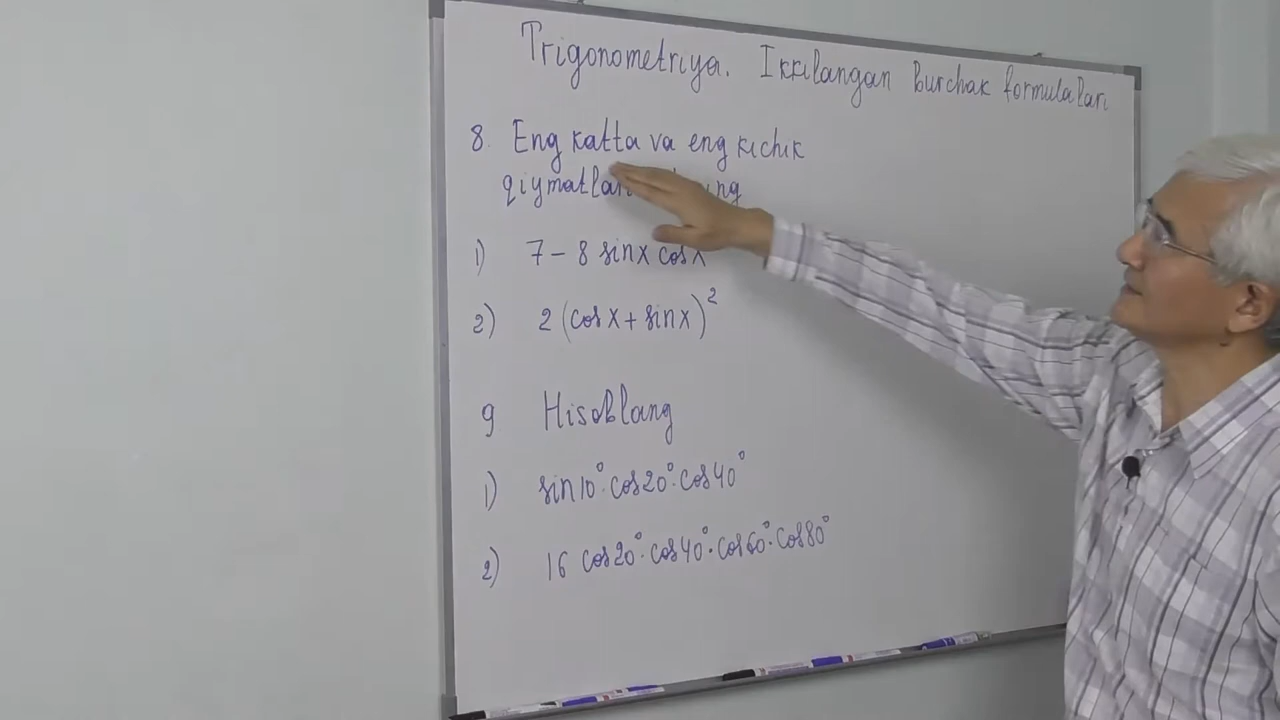 Trigonometriya. Ikkilangan burchak formulalari
8. Eng katta va eng kichik
qiymatlari
1) 7 - 8 sinx cosx
2) 2 (cosx + sinx)²
9 Hisoblang
1) sin10°·cos20°·cos40°
2) 16 cos20°·cos40°·cos60°·cos80°